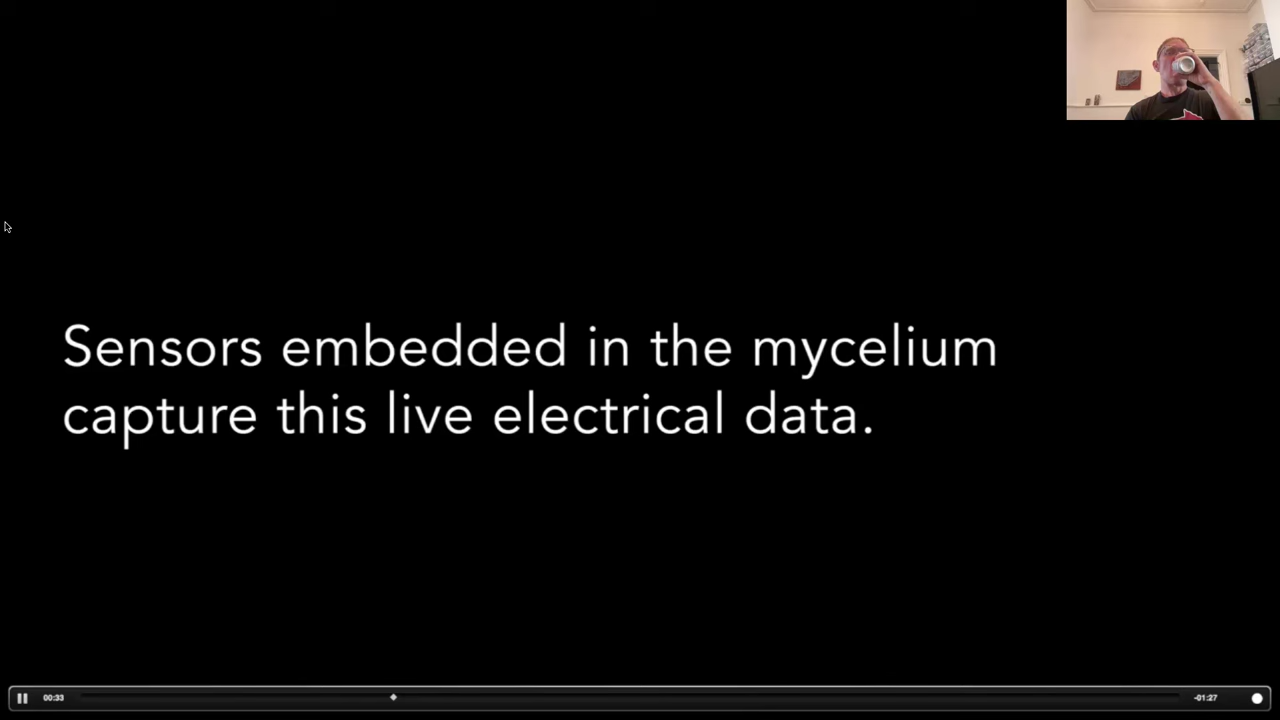 Sensors embedded in the mycelium
capture this live electrical data.
00:33
-01:27